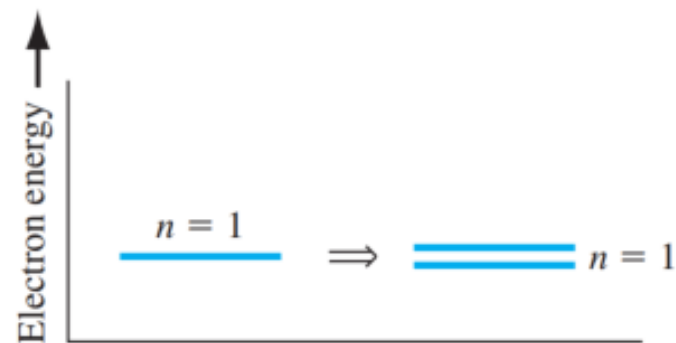 Electron energy
n = 1
⇒
n = 1